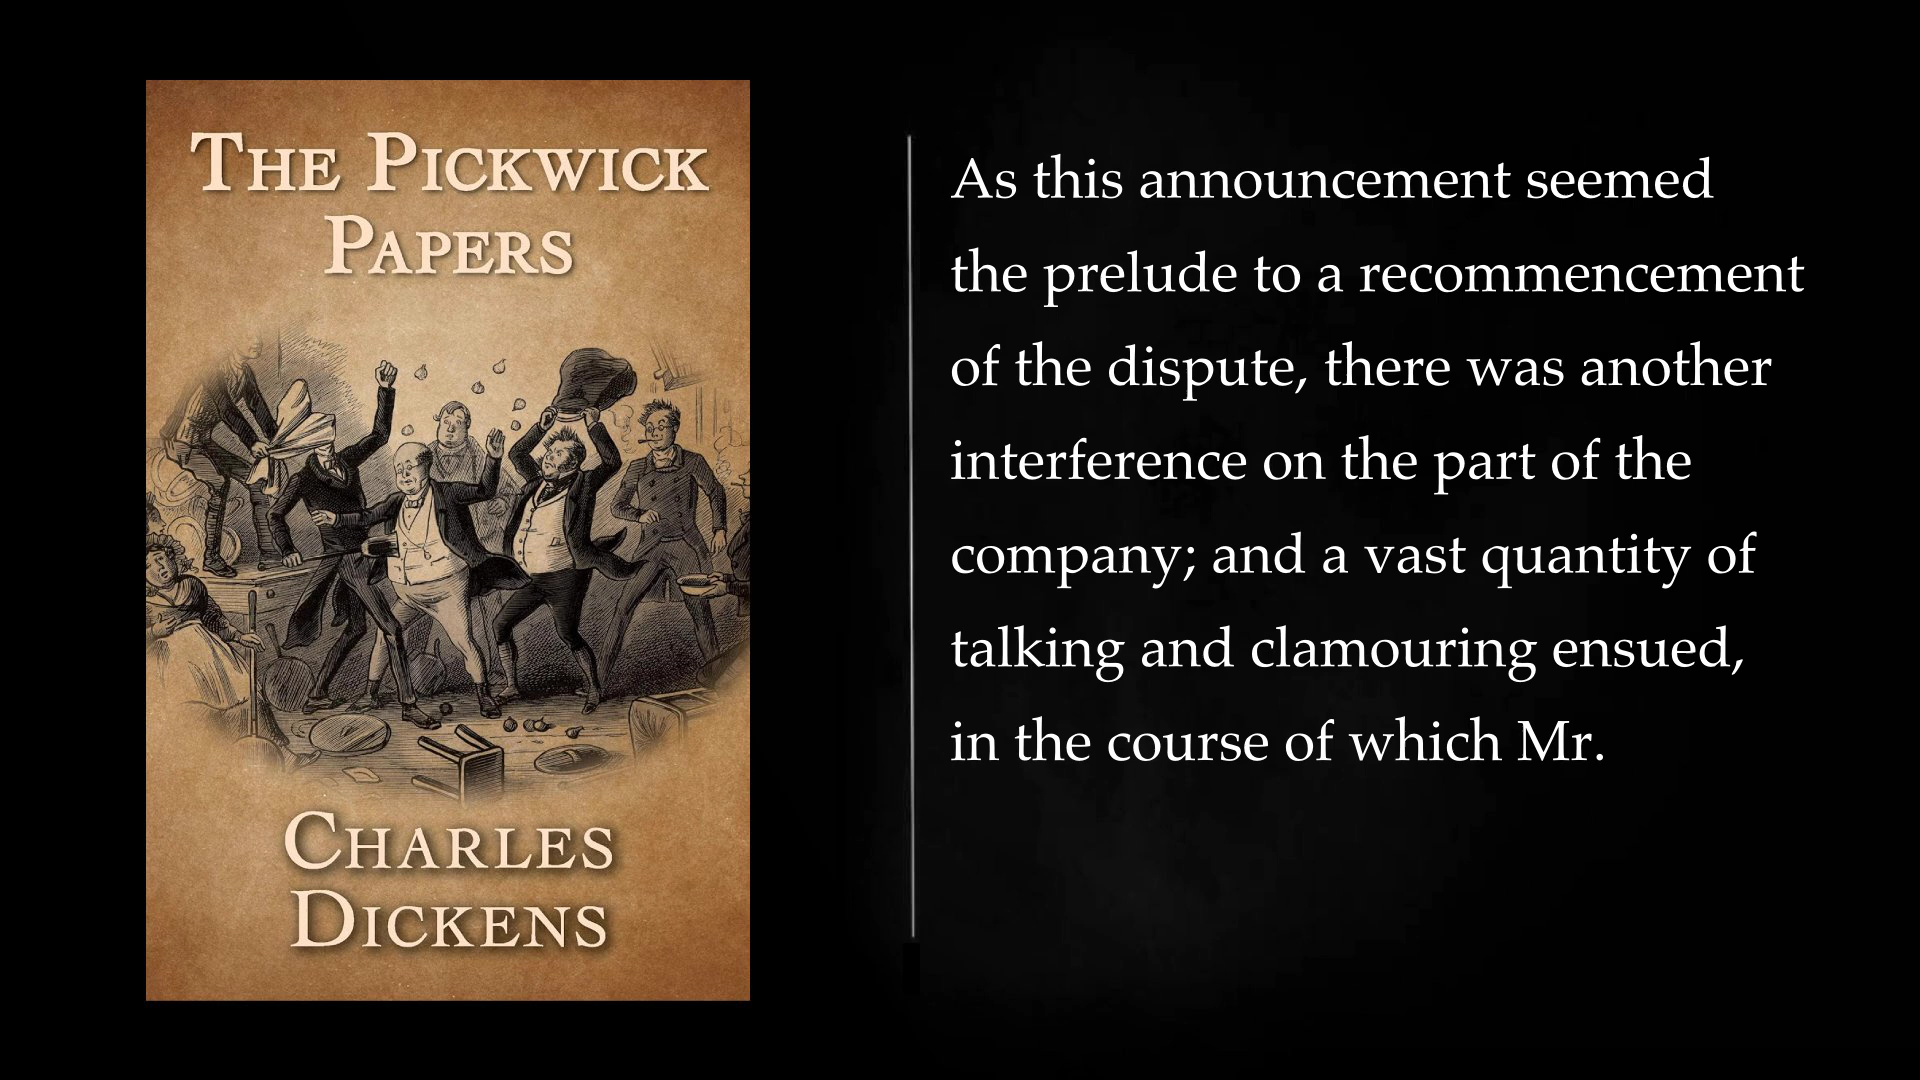 THE PICKWICK
PAPERS
CHARLES
DICKENS
As this announcement seemed
the prelude to a recommencement
of the dispute, there was another
interference on the part of the
company; and a vast quantity of
talking and clamouring ensued,
in the course of which Mr.